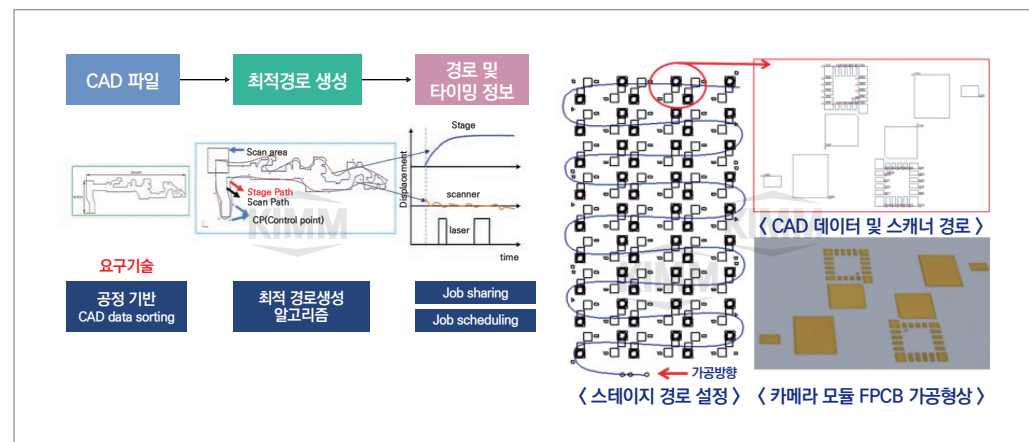 CAD 파일
최적경로 생성
경로 및
타이밍 정보
Scan area
Stage Path
Scan Path
CP(Control point)
Displacement
Stage
scanner
laser
time
요구기술
공정 기반
CAD data sorting
최적 경로생성
알고리즘
Job sharing
Job scheduling
가공방향
〈 스테이지 경로 설정 〉
〈 CAD 데이터 및 스캐너 경로 〉
〈 카메라 모듈 FPCB 가공형상 〉
KIMM
KIMM
KIMM